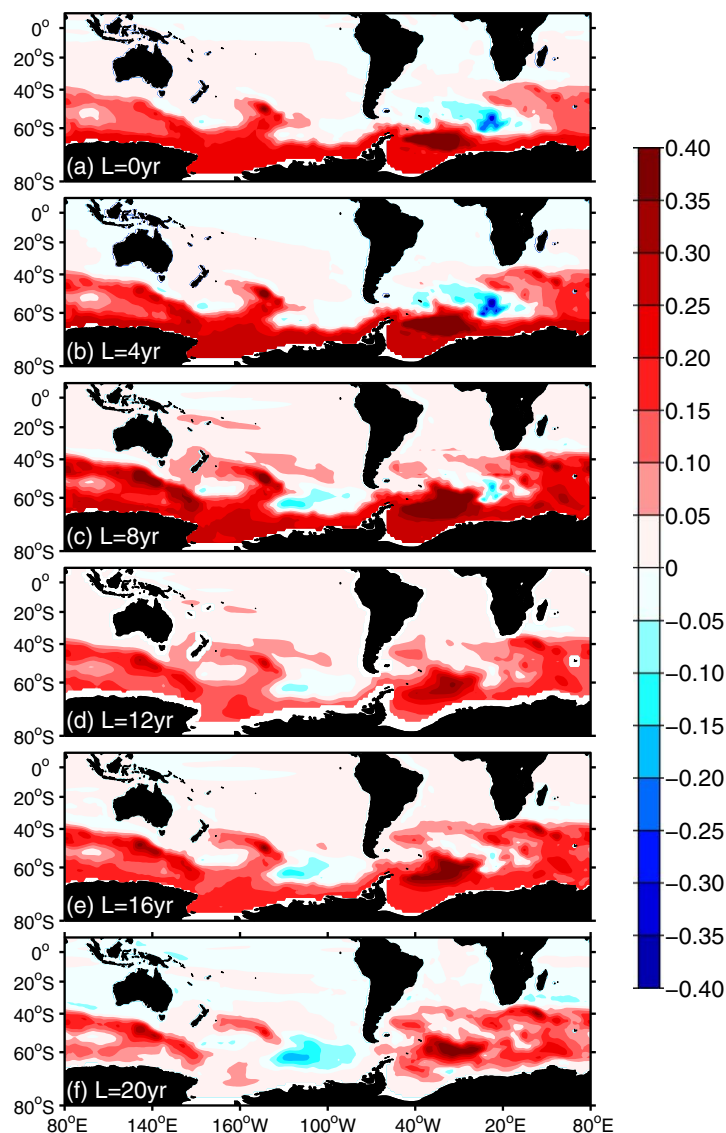 0°
20°S
40°S
60°S
80°S
(a) L=0yr
0°
20°S
40°S
60°S
80°S
(b) L=4yr
0°
20°S
40°S
60°S
80°S
(c) L=8yr
0°
20°S
40°S
60°S
80°S
(d) L=12yr
0°
20°S
40°S
60°S
80°S
(e) L=16yr
0°
20°S
40°S
60°S
80°S
(f) L=20yr
80°E 140°E 160°W 100°W 40°W 20°E 80°E
0.40
0.35
0.30
0.25
0.20
0.15
0.10
0.05
0
−0.05
−0.10
−0.15
−0.20
−0.25
−0.30
−0.35
−0.40